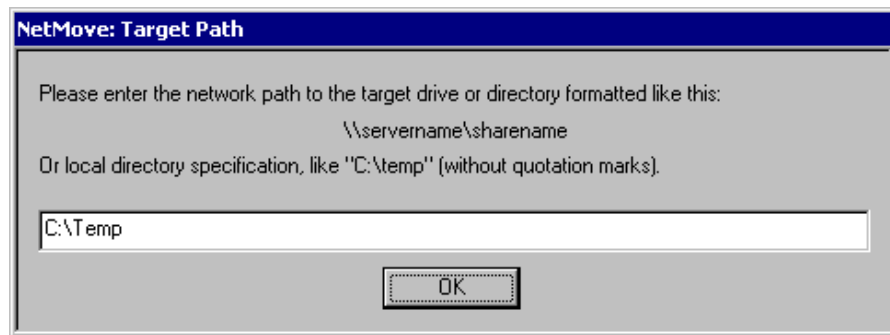 NetMove: Target Path
Please enter the network path to the target drive or directory formatted like this:
\\servername\sharename
Or local directory specification, like "C:\temp" (without quotation marks).
C:\Temp
OK